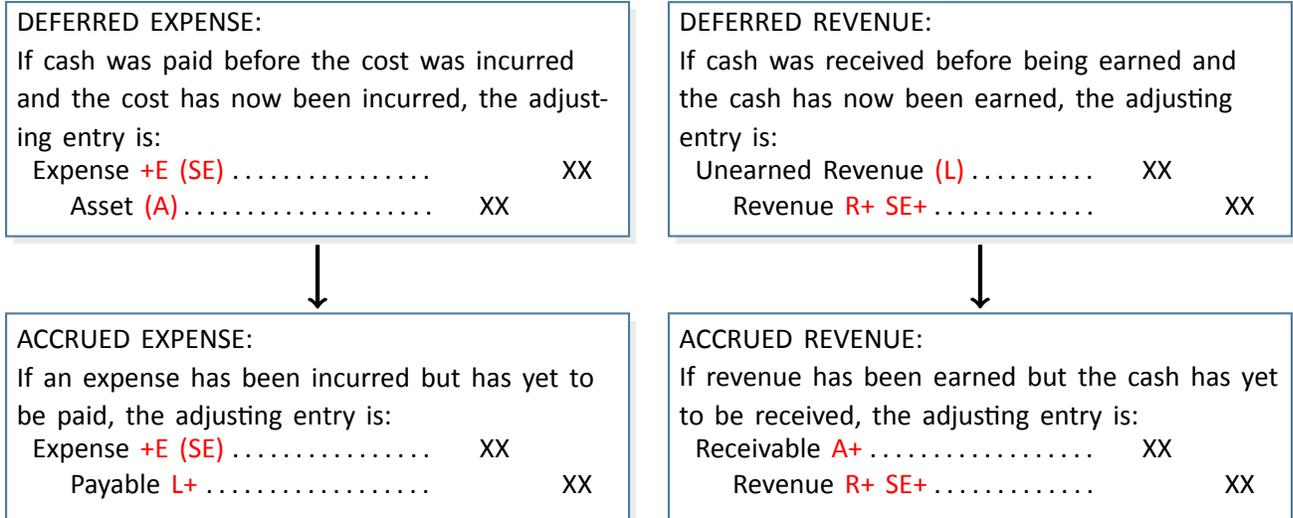 DEFERRED EXPENSE:
If cash was paid before the cost was incurred
and the cost has now been incurred, the adjust-
ing entry is:
Expense +E (SE) ................ XX
Asset (A) ..................... XX
ACCRUED EXPENSE:
If an expense has been incurred but has yet to
be paid, the adjusting entry is:
Expense +E (SE) ................ XX
Payable L+ .................. XX
DEFERRED REVENUE:
If cash was received before being earned and
the cash has now been earned, the adjusting
entry is:
Unearned Revenue (L) .......... XX
Revenue R+ SE+ ............. XX
ACCRUED REVENUE:
If revenue has been earned but the cash has yet
to be received, the adjusting entry is:
Receivable A+ .................. XX
Revenue R+ SE+ ............. XX